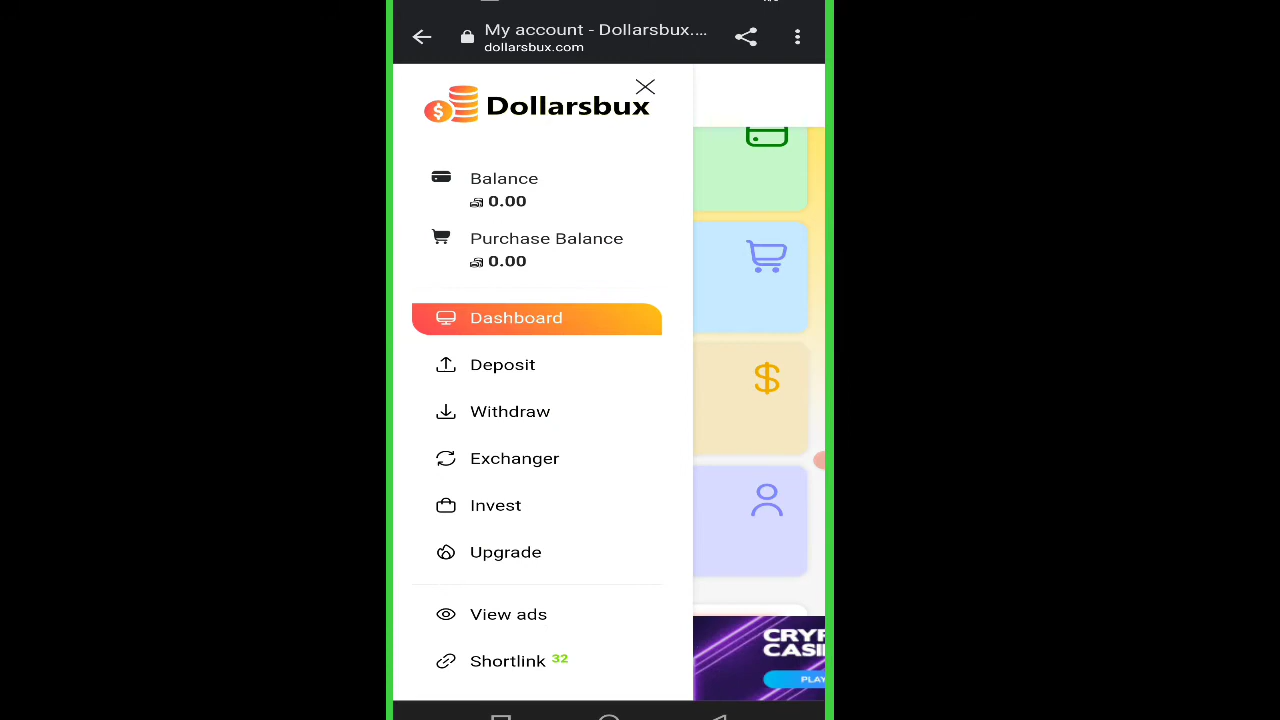 My account - Dollarsbux....
dollarsbux.com
Dollarsbux
Balance
0.00
Purchase Balance
0.00
Dashboard
Deposit
Withdraw
Exchanger
Invest
Upgrade
View ads
Shortlink 32
CRYP
CASI
PLAY